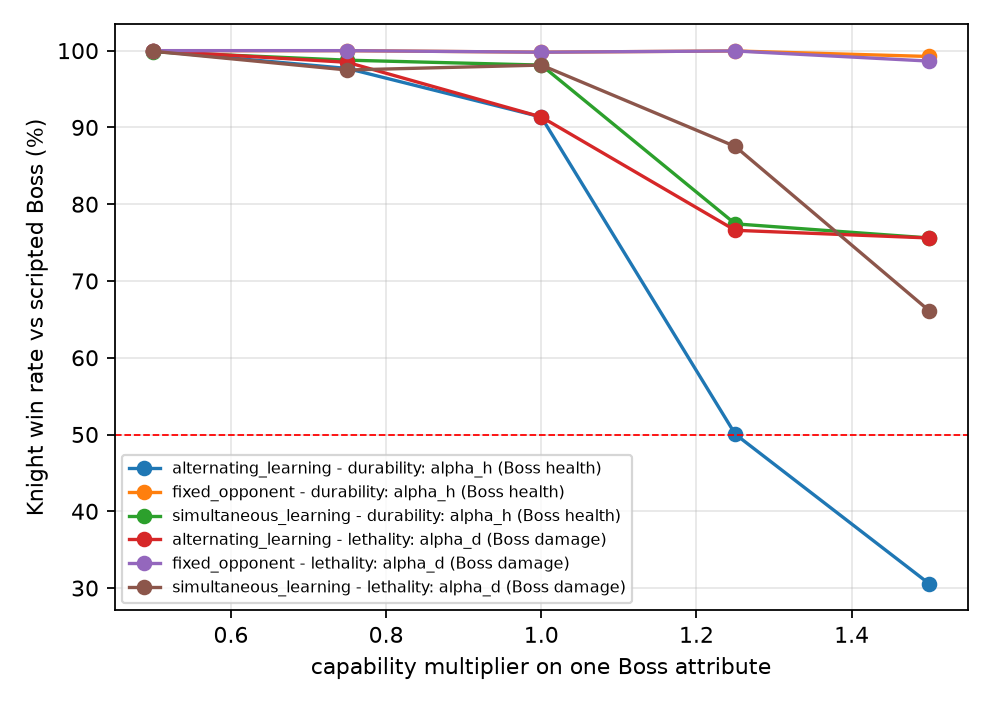 Knight win rate vs scripted Boss (%)
100
90
80
70
60
50
40
30
alternating_learning - durability: alpha_h (Boss health)
fixed_opponent - durability: alpha_h (Boss health)
simultaneous_learning - durability: alpha_h (Boss health)
alternating_learning - lethality: alpha_d (Boss damage)
fixed_opponent - lethality: alpha_d (Boss damage)
simultaneous_learning - lethality: alpha_d (Boss damage)
0.6 0.8 1.0 1.2 1.4
capability multiplier on one Boss attribute